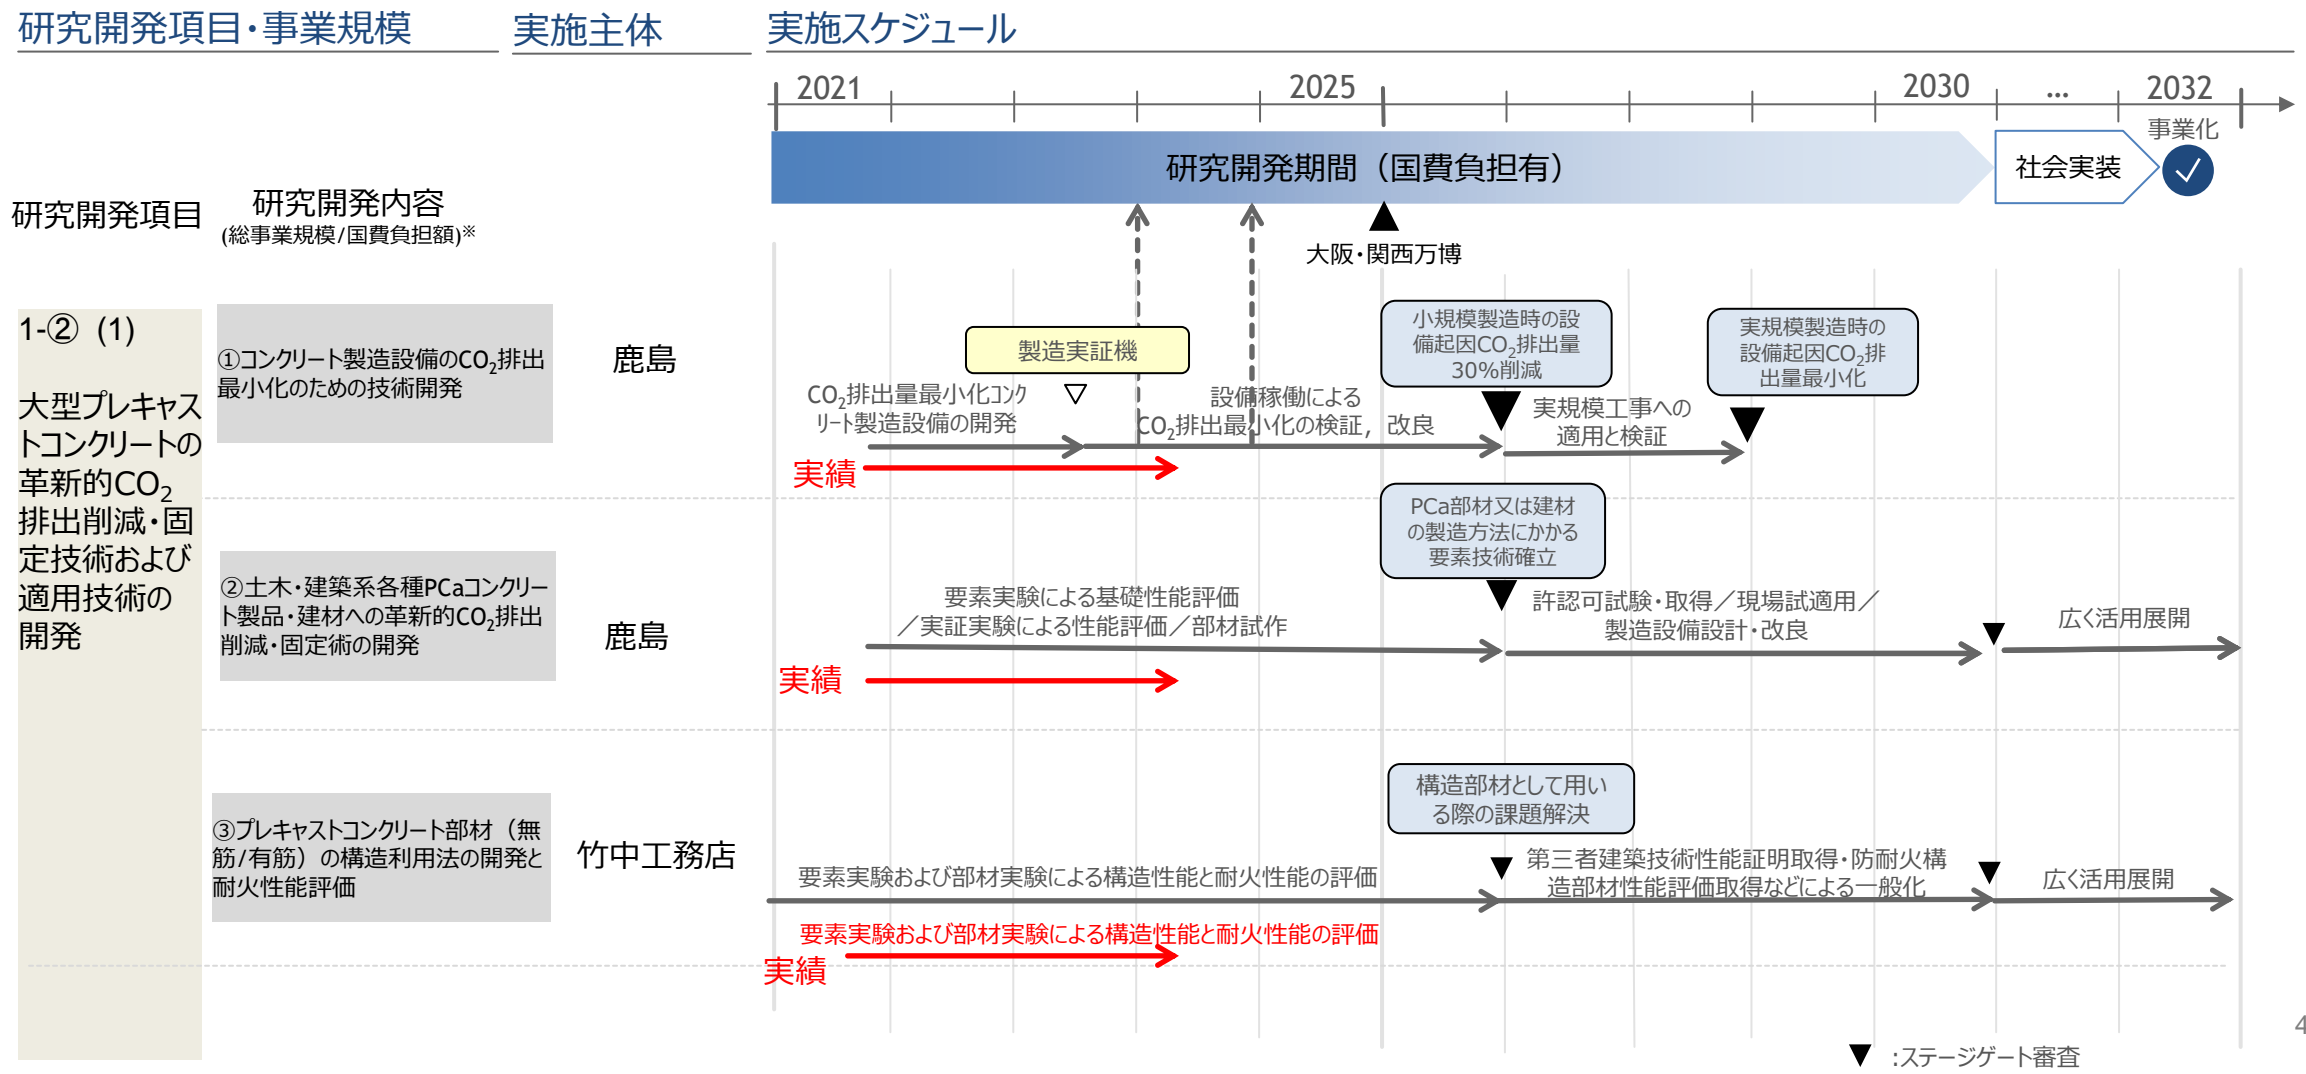 研究開発項目・事業規模
実施主体
実施スケジュール
2021
2025
2030
...
2032
事業化
研究開発期間（国費負担有）
社会実装
研究開発項目
研究開発内容
(総事業規模/国費負担額)※
大阪・関西万博
1-② (1)
大型プレキャス
トコンクリートの
革新的CO2
排出削減・固
定技術および
適用技術の
開発
①コンクリート製造設備のCO2排出
最小化のための技術開発
鹿島
製造実証機
小規模製造時の設
備起因CO2排出量
30%削減
実規模製造時の
設備起因CO2排
出量最小化
CO2排出量最小化ｺﾝｸ
ﾘｰﾄ製造設備の開発
設備稼働による
CO2排出最小化の検証，改良
実規模工事への
適用と検証
実績
②土木・建築系各種PCaコンクリー
ト製品・建材への革新的CO2排出
削減・固定術の開発
鹿島
PCa部材又は建材
の製造方法にかかる
要素技術確立
要素実験による基礎性能評価
／実証実験による性能評価／部材試作
許認可試験・取得／現場試適用／
製造設備設計・改良
広く活用展開
実績
③プレキャストコンクリート部材（無
筋/有筋）の構造利用法の開発と
耐火性能評価
竹中工務店
構造部材として用い
る際の課題解決
要素実験および部材実験による構造性能と耐火性能の評価
第三者建築技術性能証明取得・防耐火構
造部材性能評価取得などによる一般化
広く活用展開
要素実験および部材実験による構造性能と耐火性能の評価
実績
4
:ステージゲート審査